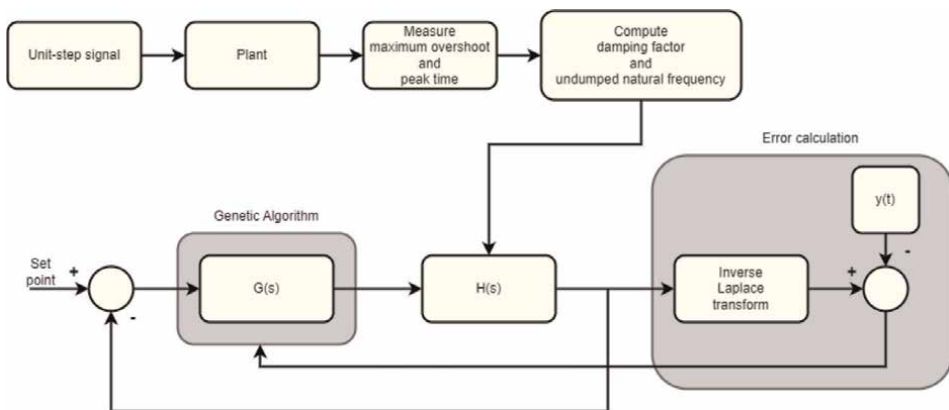 Unit-step signal
Plant
Measure
maximum overshoot
and
peak time
Compute
damping factor
and
undumped natural frequency
Error calculation
y(t)
-
Genetic Algorithm
Set
point
+
-
G(s)
H(s)
Inverse
Laplace
transform
+